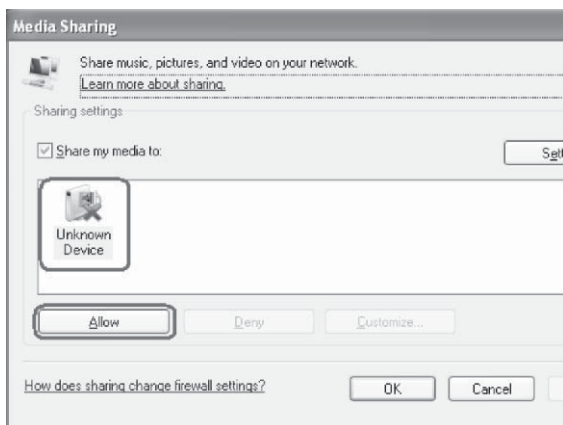 Media Sharing
Share music, pictures, and video on your network.
Learn more about sharing.
Sharing settings
Share my media to:
Unknown
Device
Allow
Deny
Customize...
How does sharing change firewall settings?
OK
Cancel